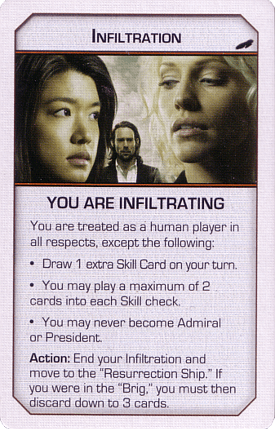 INFILTRATION
YOU ARE INFILTRATING
You are treated as a human player in
all respects, except the following:
• Draw 1 extra Skill Card on your turn.
• You may play a maximum of 2
cards into each Skill check.
• You may never become Admiral
or President.
Action: End your Infiltration and
move to the "Resurrection Ship." If
you were in the "Brig," you must then
discard down to 3 cards.